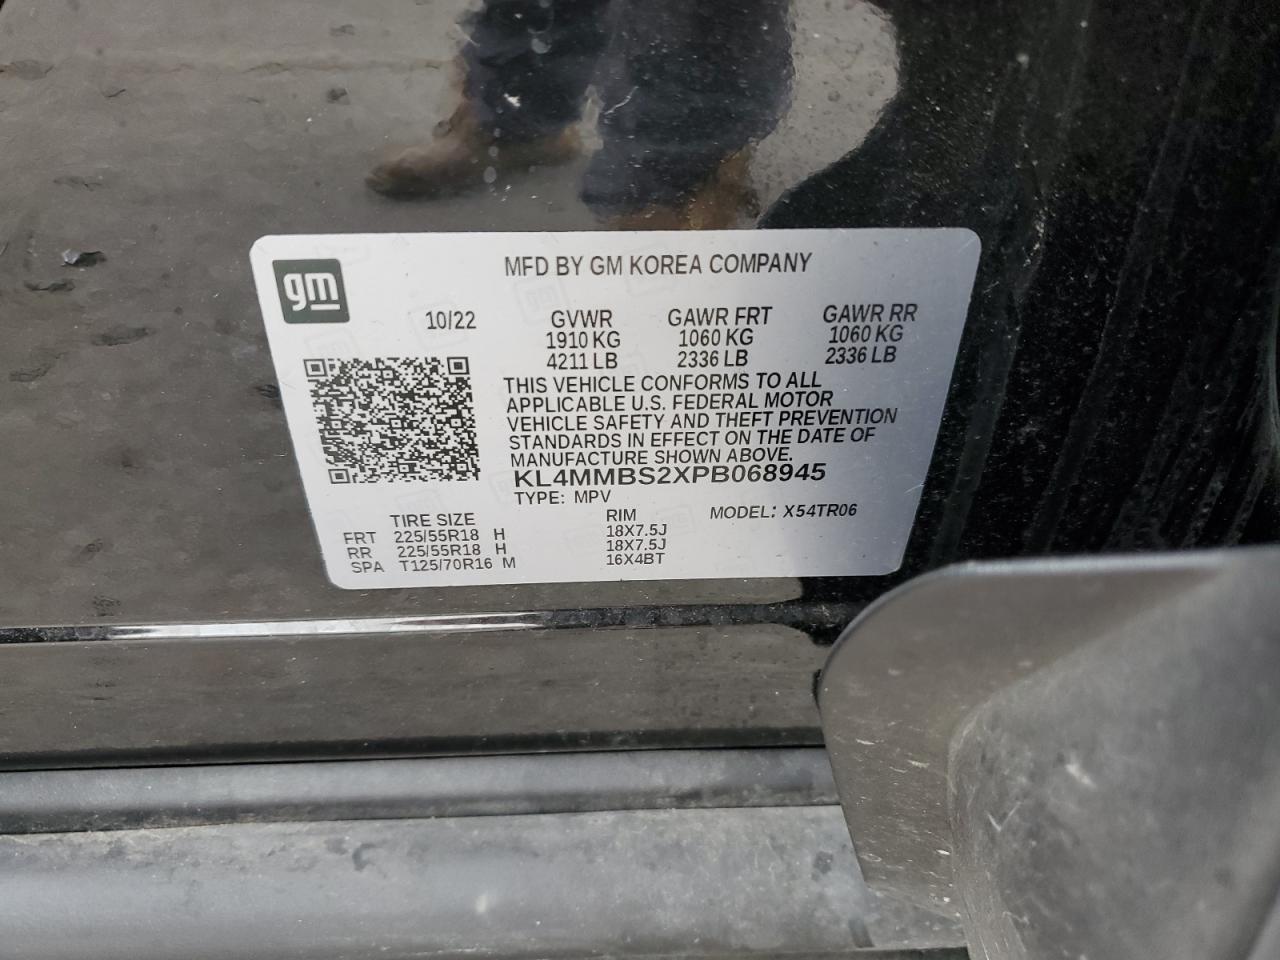 gm
MFD BY GM KOREA COMPANY
10/22 GVWR GAWR FRT GAWR RR
1910 KG 1060 KG 1060 KG
4211 LB 2336 LB 2336 LB
THIS VEHICLE CONFORMS TO ALL
APPLICABLE U.S. FEDERAL MOTOR
VEHICLE SAFETY AND THEFT PREVENTION
STANDARDS IN EFFECT ON THE DATE OF
MANUFACTURE SHOWN ABOVE.
KL4MMBS2XPB068945
TYPE: MPV
MODEL: X54TR06
TIRE SIZE RIM
FRT 225/55R18 H 18X7.5J
RR 225/55R18 H 18X7.5J
SPA T125/70R16 M 16X4BT